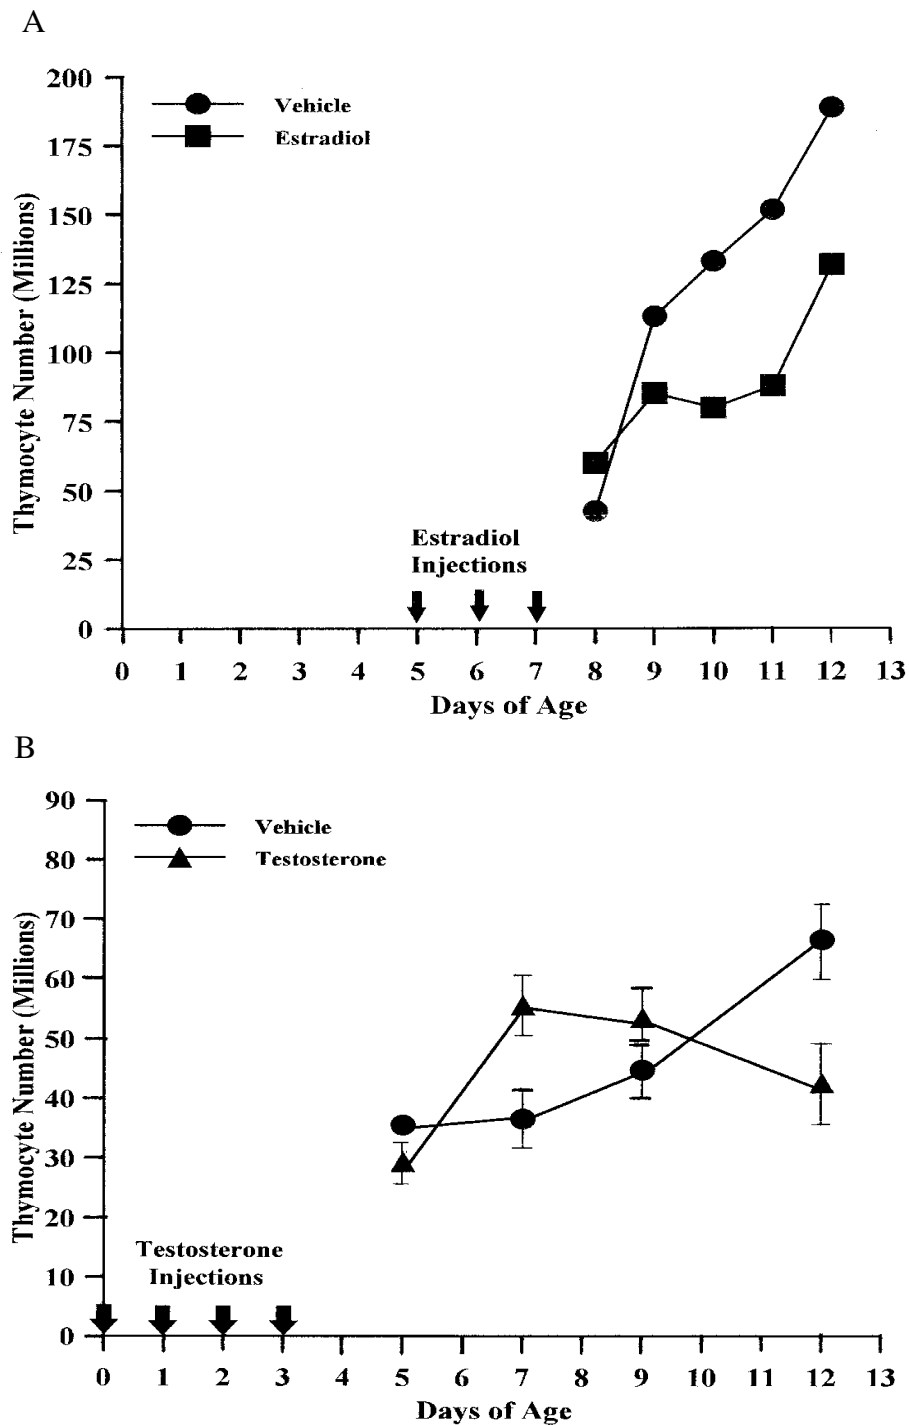 A
200
175
150
125
100
75
50
25
0
Thymocyte Number (Millions)
Vehicle
Estradiol
Estradiol
Injections
0 1 2 3 4 5 6 7 8 9 10 11 12 13
Days of Age
B
90
80
70
60
50
40
30
20
10
0
Thymocyte Number (Millions)
Vehicle
Testosterone
Testosterone
Injections
0 1 2 3 4 5 7 8 9 10 11 12 13
Days of Age